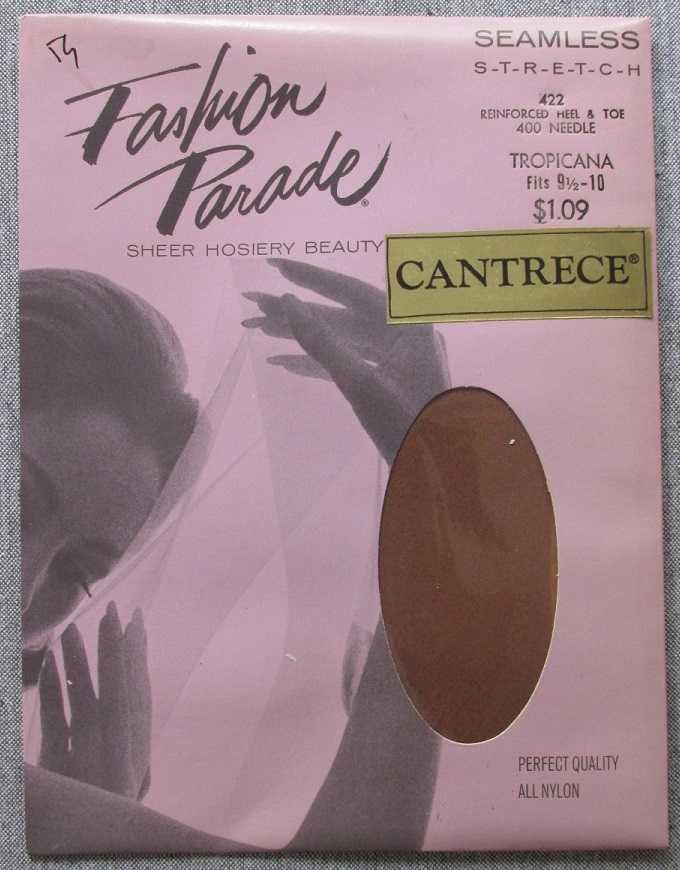 Fashion
Parade®
SHEER HOSIERY BEAUTY
SEAMLESS
S-T-R-E-T-C-H
422
REINFORCED HEEL & TOE
400 NEEDLE
TROPICANA
Fits 9½-10
$1.09
CANTRECE®
PERFECT QUALITY
ALL NYLON